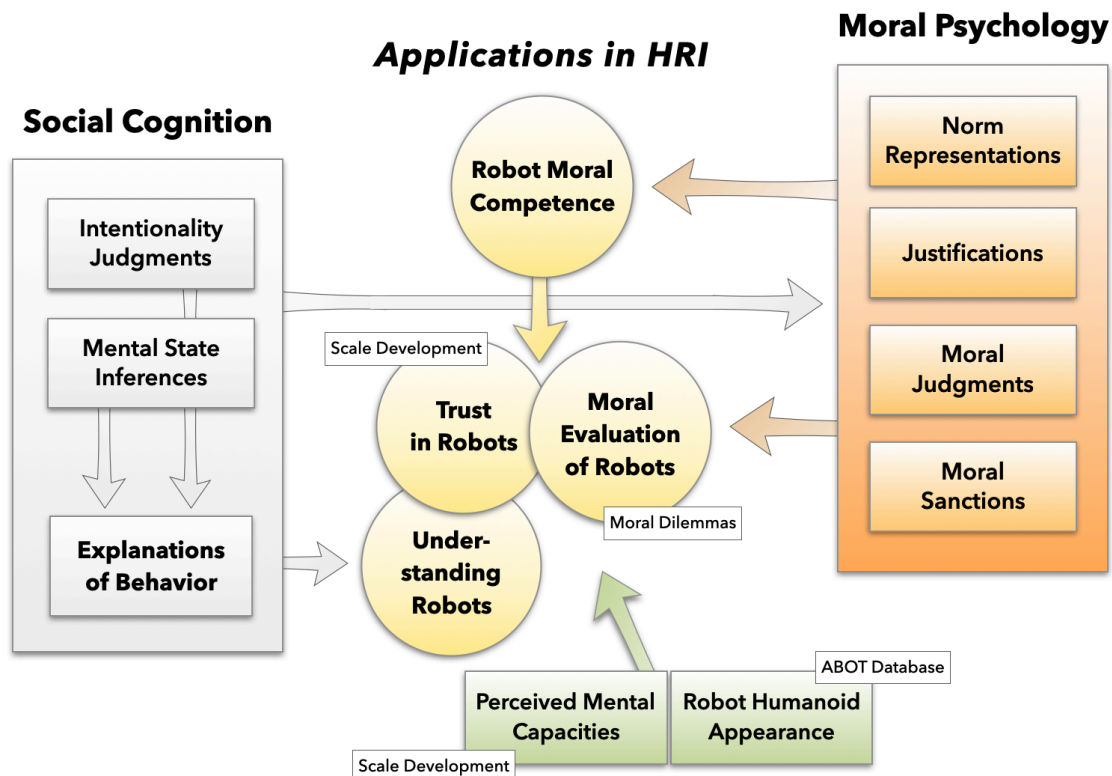 Applications in HRI
Moral Psychology
Social Cognition
Intentionality
Judgments
Mental State
Inferences
Explanations
of Behavior
Robot Moral
Competence
Scale Development
Trust
in Robots
Moral
Evaluation
of Robots
Moral Dilemmas
Under-
standing
Robots
Norm
Representations
Justifications
Moral
Judgments
Moral
Sanctions
ABOT Database
Perceived Mental
Capacities
Robot Humanoid
Appearance
Scale Development